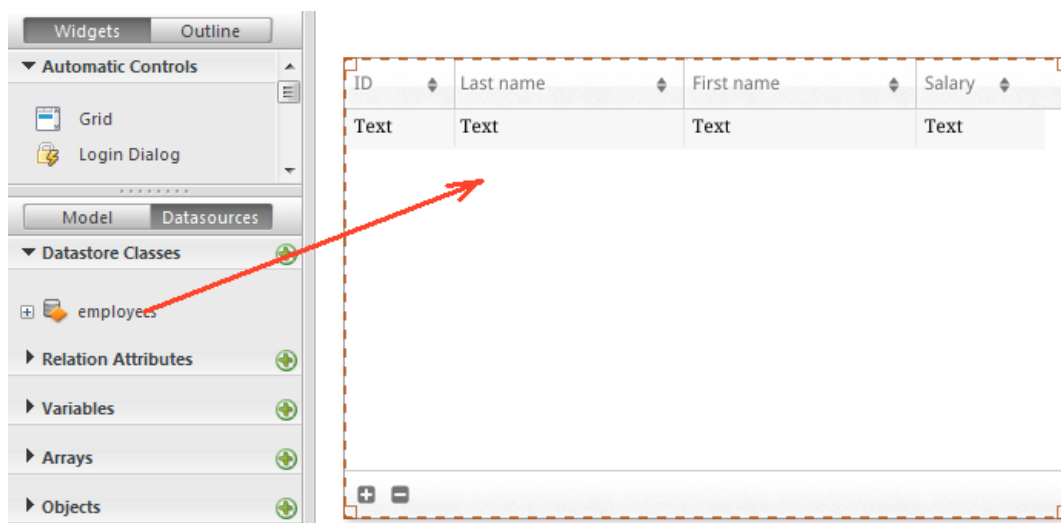 Widgets Outline
Automatic Controls
Grid
Login Dialog
Model Datasources
Datastore Classes
employees
Relation Attributes
Variables
Arrays
Objects
ID Last name First name Salary
Text Text Text Text